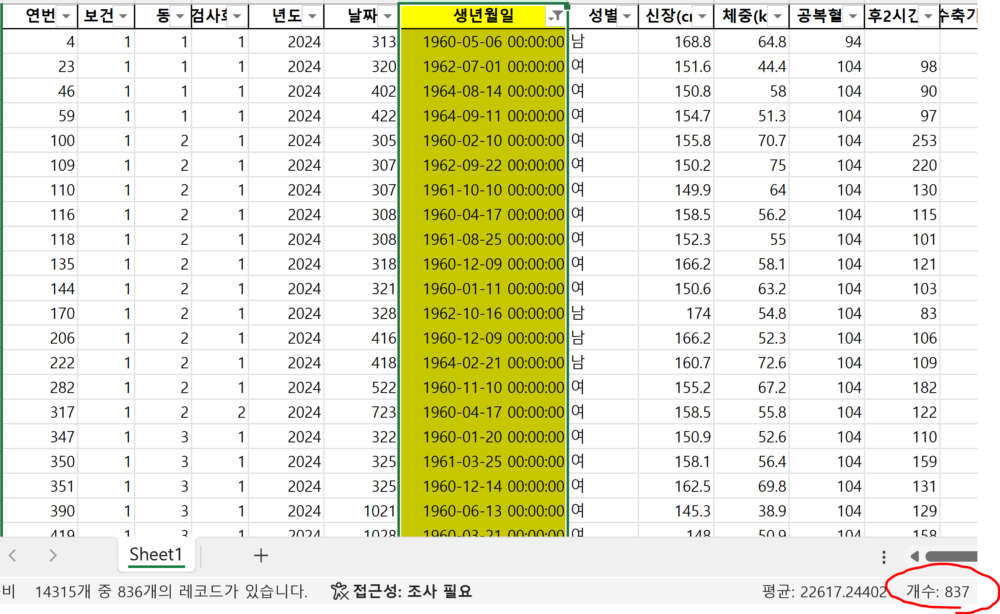 연번 보건 동 검사회 년도 날짜 생년월일 성별 신장(cm 체중(k 공복혈 후2시간 수축기
4 1 1 1 2024 313 1960-05-06 00:00:00 남 168.8 64.8 94
23 1 1 1 2024 320 1962-07-01 00:00:00 여 151.6 44.4 104 98
46 1 1 1 2024 402 1964-08-14 00:00:00 여 150.8 58 104 90
59 1 1 1 2024 422 1964-09-11 00:00:00 여 154.7 51.3 104 97
100 1 2 1 2024 305 1960-02-10 00:00:00 여 155.8 70.7 104 253
109 1 2 1 2024 307 1962-09-22 00:00:00 여 150.2 75 104 220
110 1 2 1 2024 307 1961-10-10 00:00:00 여 149.9 64 104 130
116 1 2 1 2024 308 1960-04-17 00:00:00 여 158.5 56.2 104 115
118 1 2 1 2024 308 1961-08-25 00:00:00 여 152.3 55 104 101
135 1 2 1 2024 318 1960-12-09 00:00:00 여 166.2 58.1 104 121
144 1 2 1 2024 321 1960-01-11 00:00:00 여 150.6 63.2 104 103
170 1 2 1 2024 328 1962-10-16 00:00:00 남 174 54.8 104 83
206 1 2 1 2024 416 1960-12-09 00:00:00 남 166.2 52.3 104 106
222 1 2 1 2024 418 1964-02-21 00:00:00 남 160.7 72.6 104 109
282 1 2 1 2024 522 1960-11-10 00:00:00 여 155.2 67.2 104 182
317 1 2 2 2024 723 1960-04-17 00:00:00 여 158.5 55.8 104 122
347 1 3 1 2024 322 1960-01-20 00:00:00 여 150.9 52.6 104 110
350 1 3 1 2024 325 1961-03-25 00:00:00 여 158.1 56.4 104 159
351 1 3 1 2024 325 1960-12-14 00:00:00 여 162.5 69.8 104 131
390 1 3 1 2024 1021 1960-06-13 00:00:00 여 145.3 38.9 104 129
419 1 3 1 2024 1028 1960-03-21 00:00:00 여 148 50.9 104 158
Sheet1
비 14315개 중 836개의 레코드가 있습니다. 접근성: 조사 필요 평균: 22617.24402 개수: 837